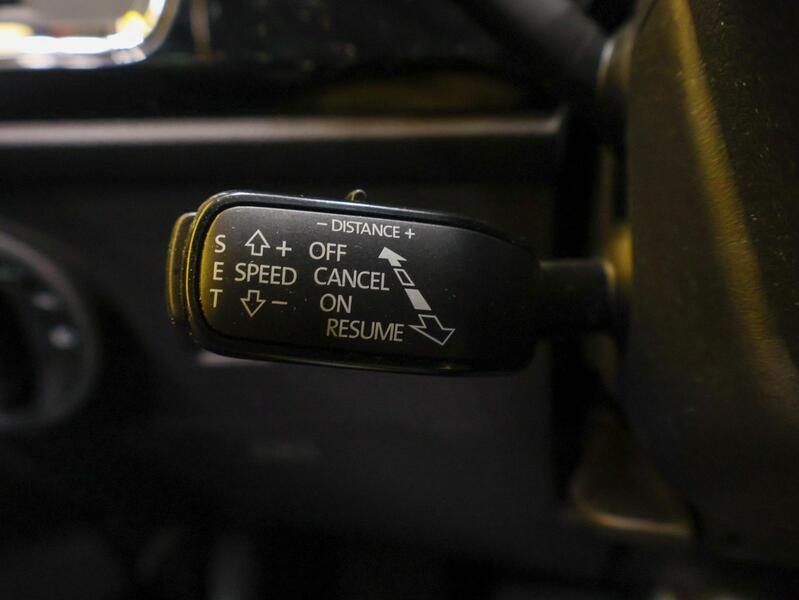 - DISTANCE +
S + OFF
E SPEED CANCEL
T - ON
RESUME